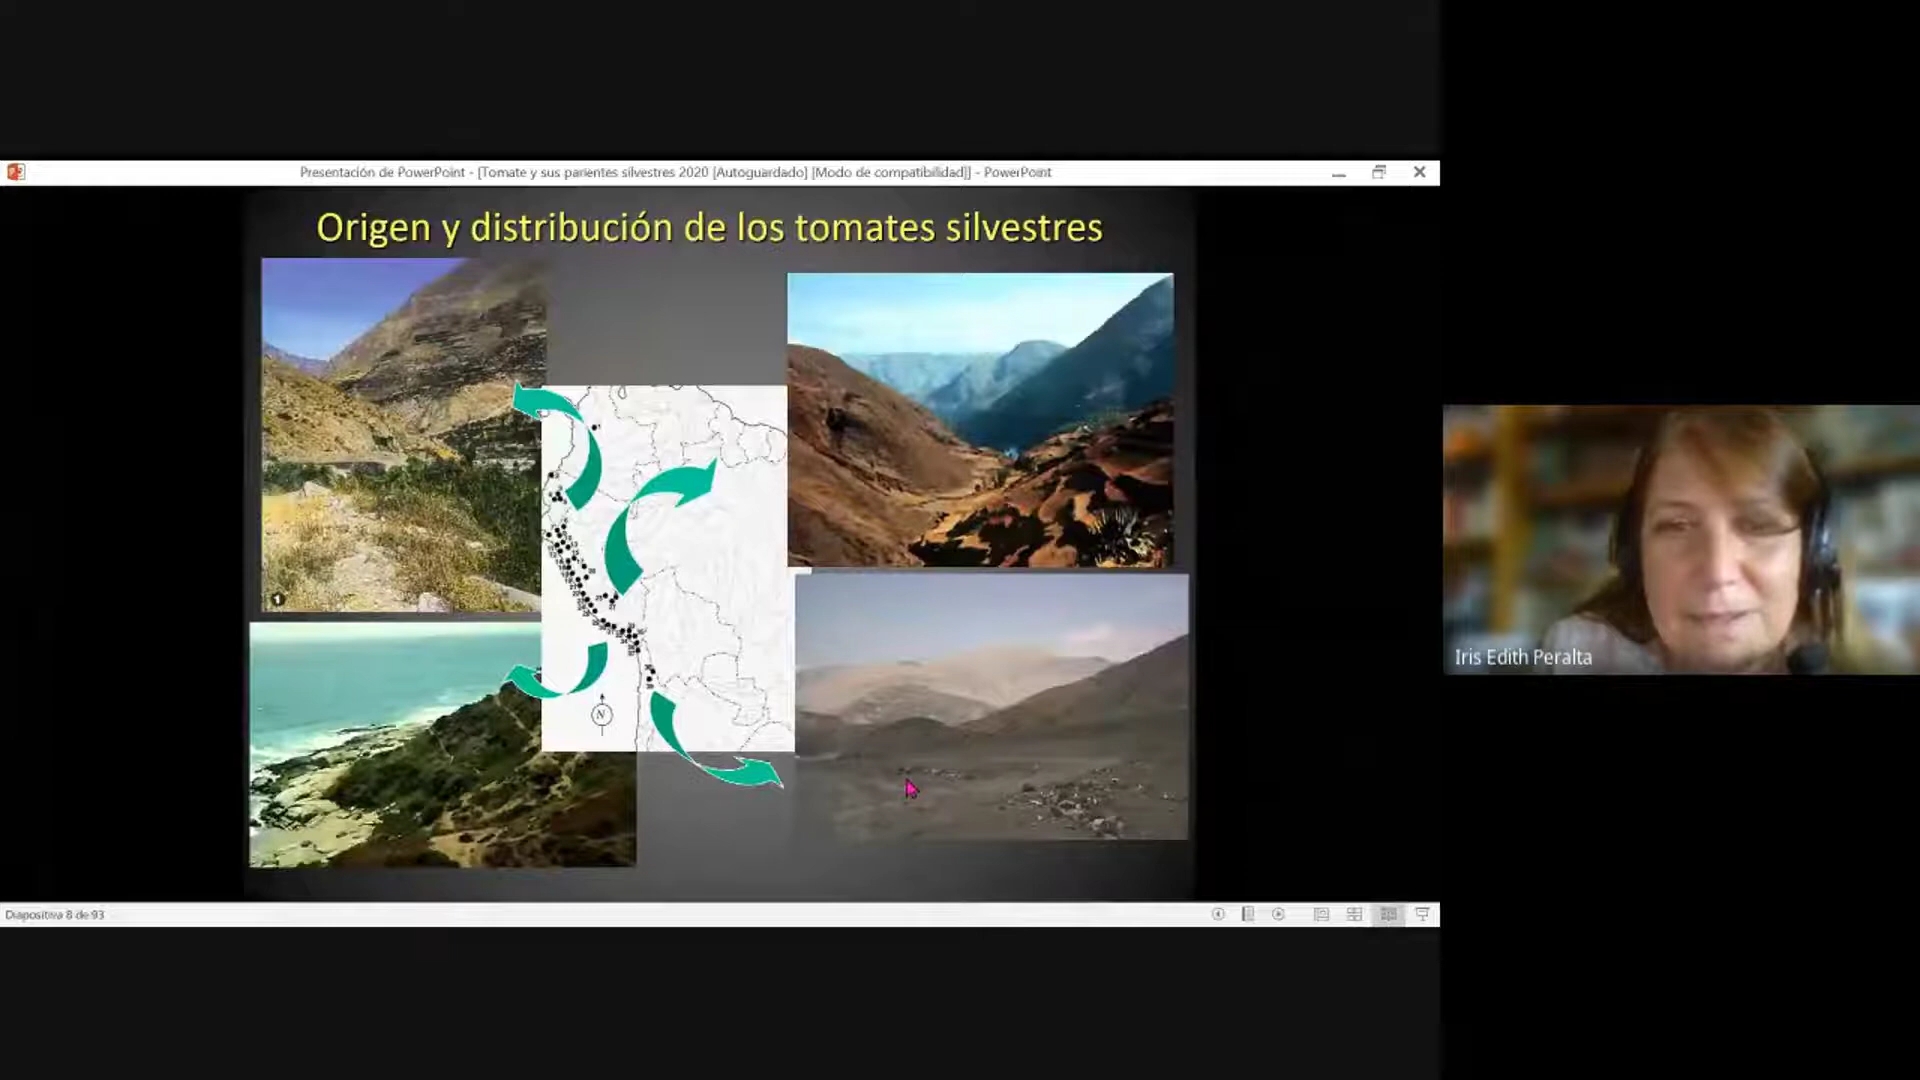 Presentación de PowerPoint - [Tomate y sus parientes silvestres 2020 [Autoguardado] [Modo de compatibilidad]] - PowerPoint
Origen y distribución de los tomates silvestres
1
N
Iris Edith Peralta
Diapositiva 8 de 93